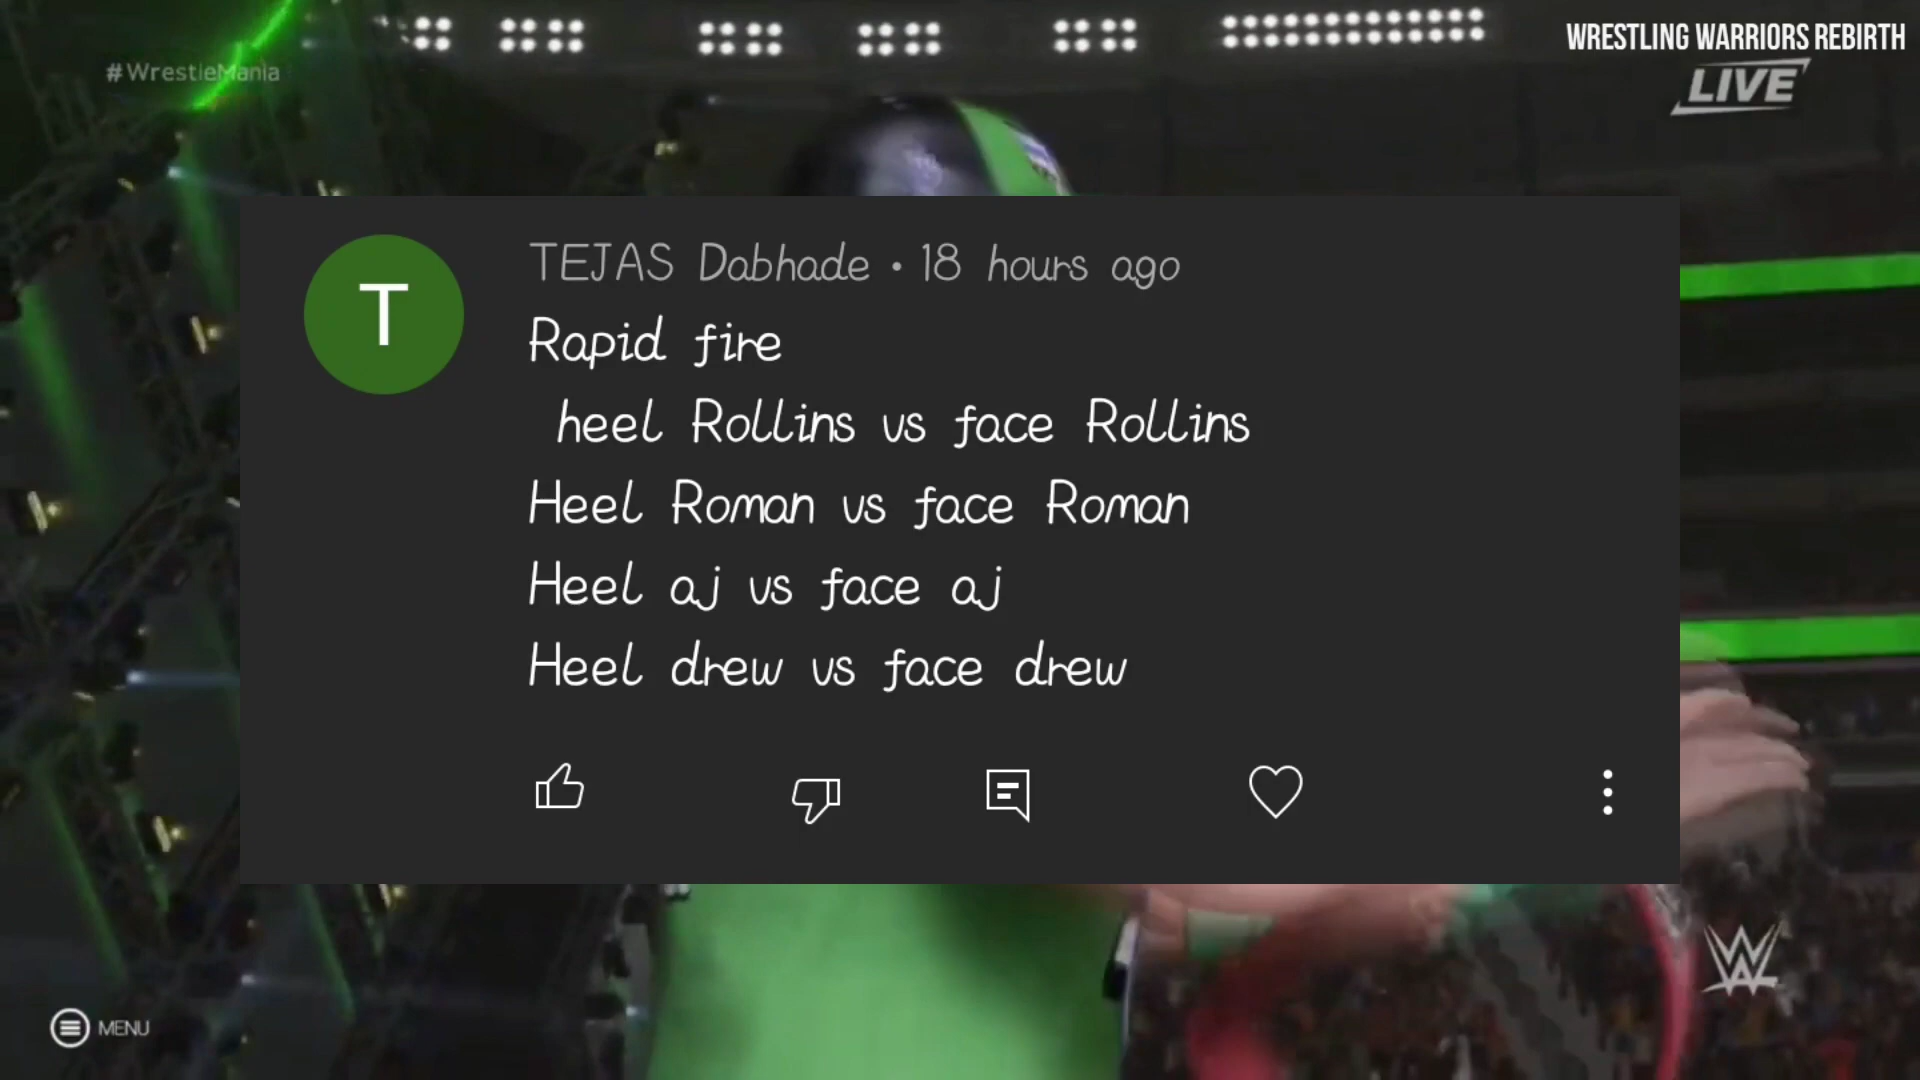 WRESTLING WARRIORS REBIRTH
#WrestleMania
LIVE
T
TEJAS Dabhade • 18 hours ago
Rapid fire
heel Rollins vs face Rollins
Heel Roman vs face Roman
Heel aj vs face aj
Heel drew vs face drew
W
MENU